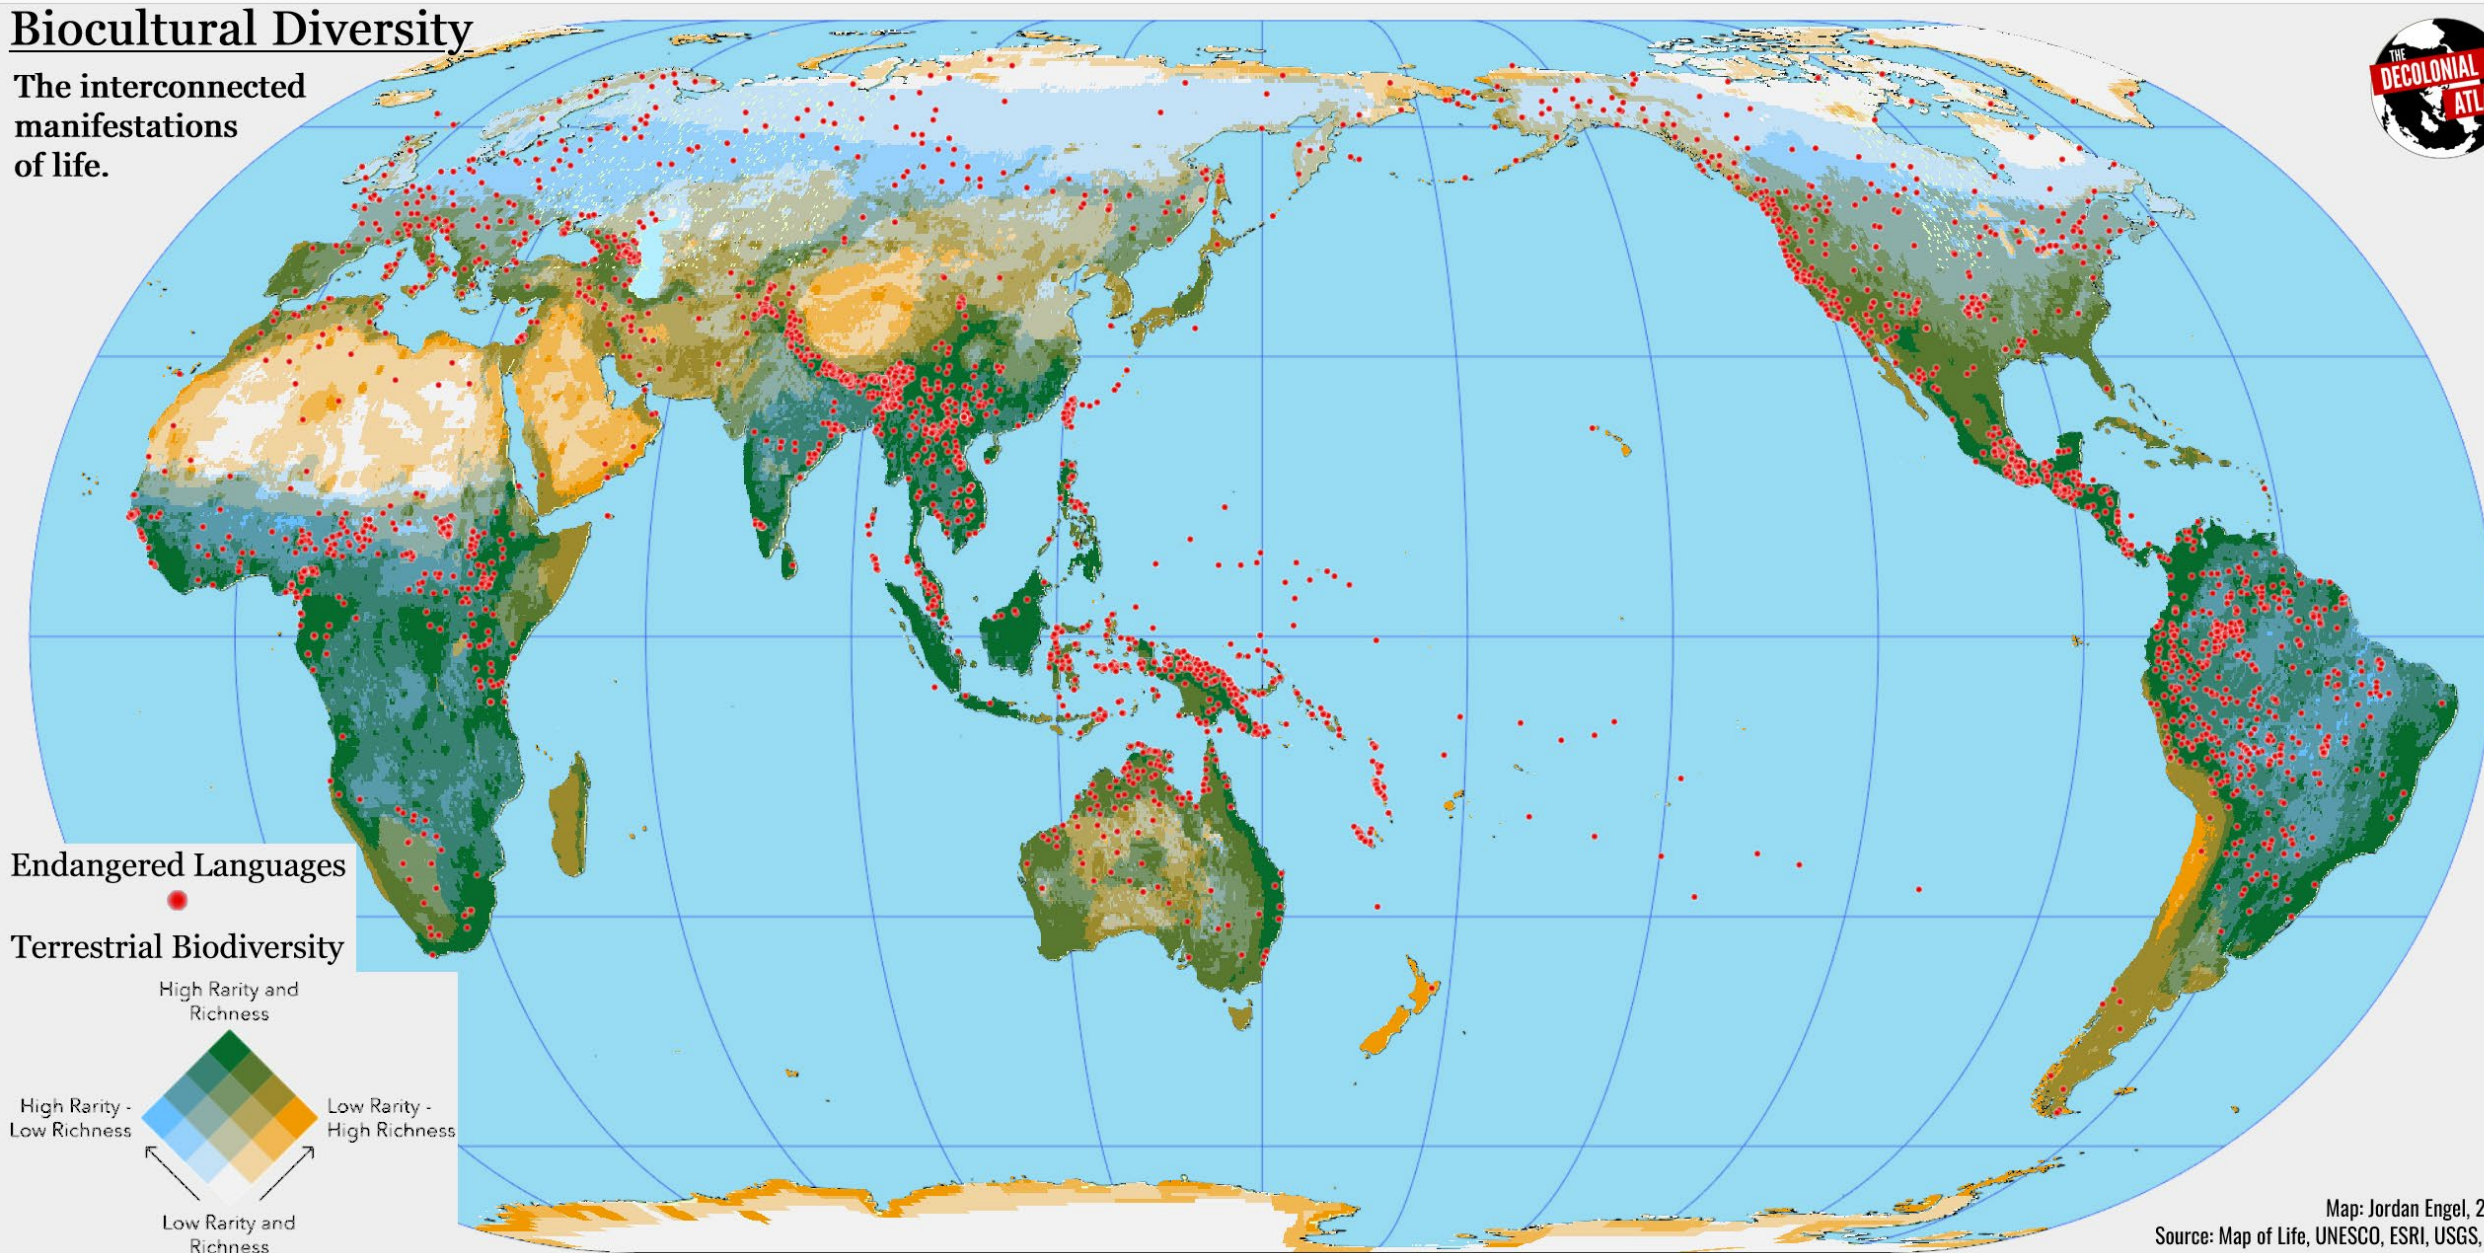 Biocultural Diversity
The interconnected
manifestations
of life.
THE
DECOLONIAL
ATL
Endangered Languages
Terrestrial Biodiversity
High Rarity and
Richness
High Rarity -
Low Richness
Low Rarity -
High Richness
Low Rarity and
Richness
Map: Jordan Engel, 2
Source: Map of Life, UNESCO, ESRI, USGS,